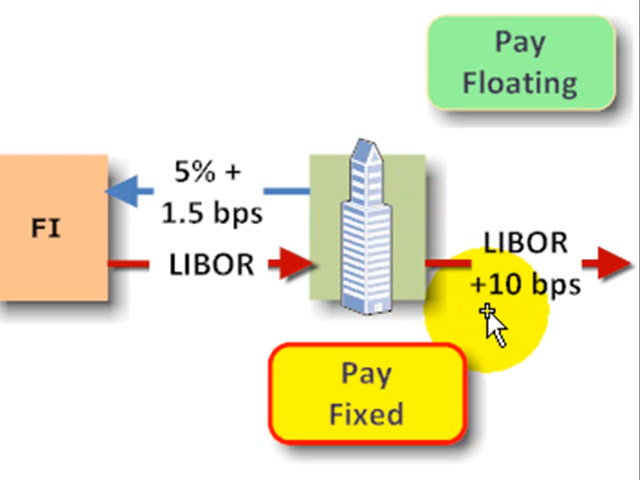 Pay
Floating
5% +
1.5 bps
FI
LIBOR
LIBOR
+10 bps
Pay
Fixed